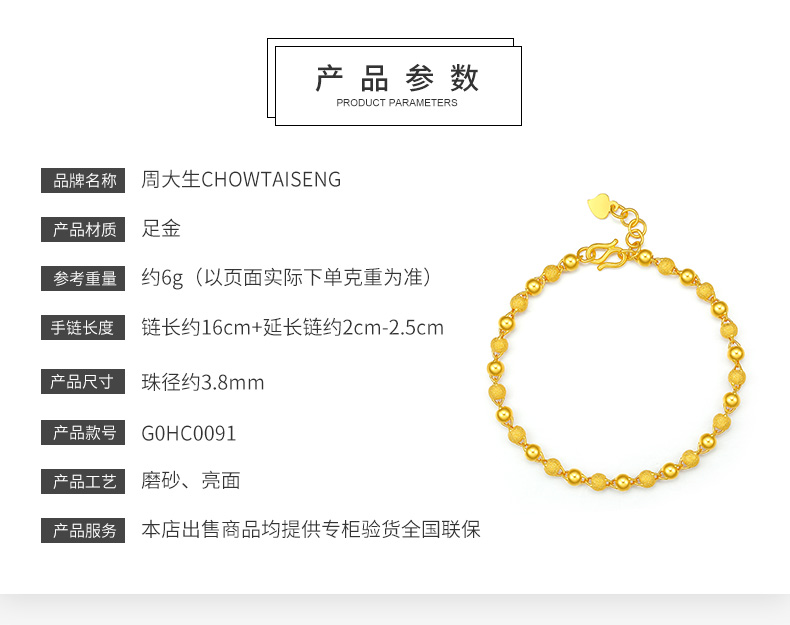 产品参数
PRODUCT PARAMETERS
品牌名称 周大生CHOWTAISENG
产品材质 足金
参考重量 约6g（以页面实际下单克重为准）
手链长度 链长约16cm+延长链约2cm-2.5cm
产品尺寸 珠径约3.8mm
产品款号 G0HC0091
产品工艺 磨砂、亮面
产品服务 本店出售商品均提供专柜验货全国联保